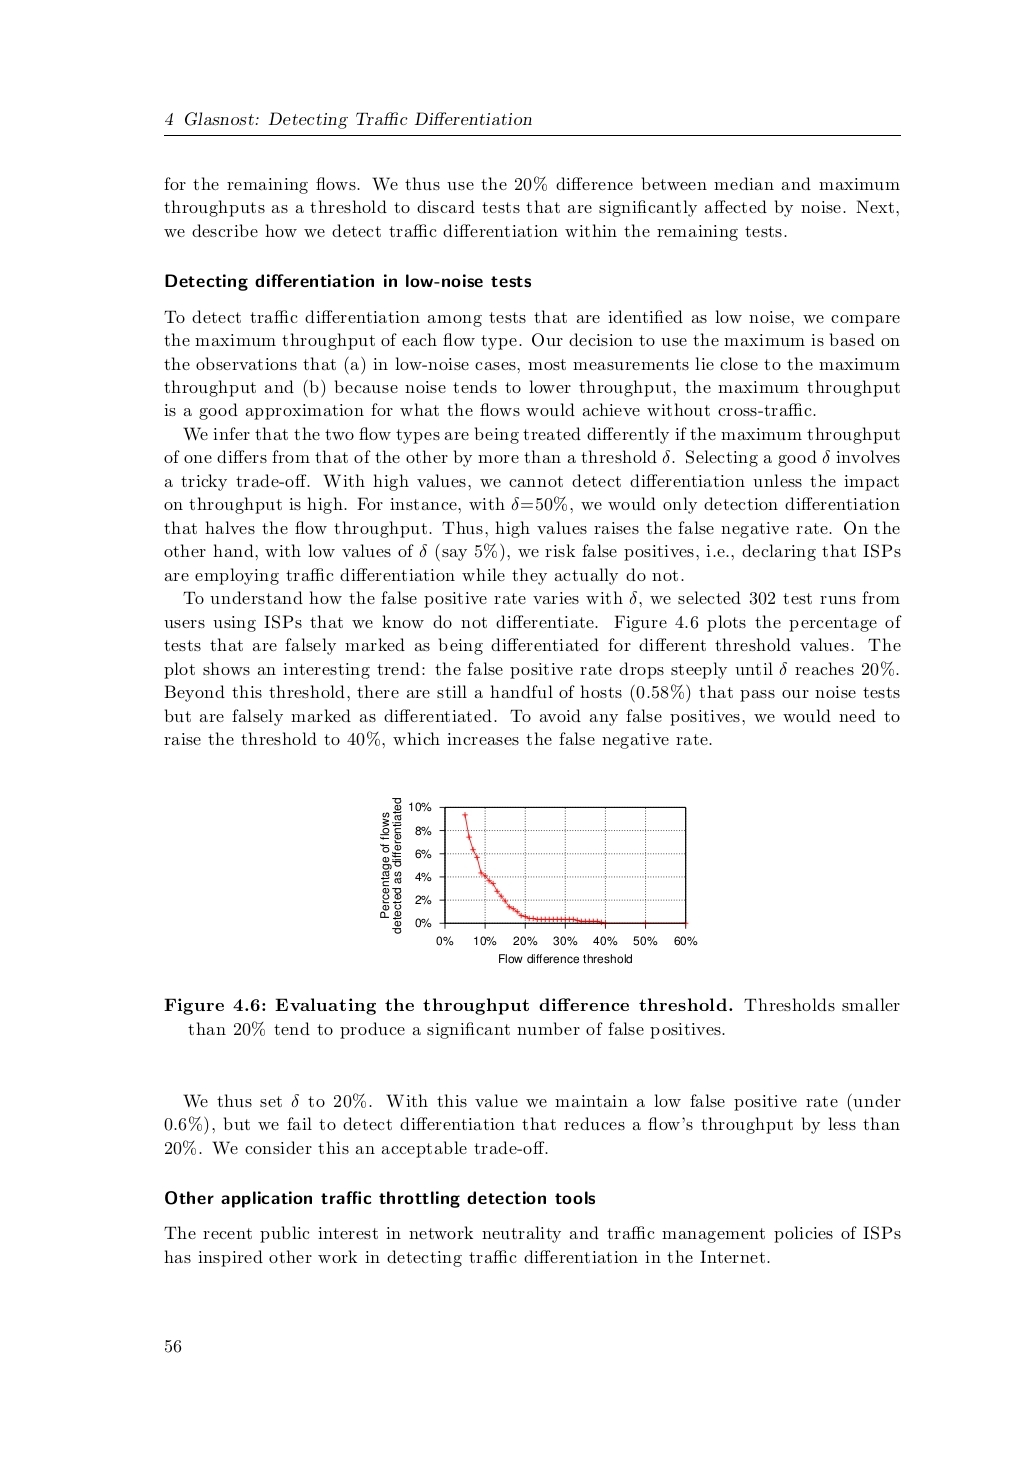 4 Glasnost: Detecting Traffic Differentiation
for the remaining flows. We thus use the 20% difference between median and maximum
throughputs as a threshold to discard tests that are significantly affected by noise. Next,
we describe how we detect traffic differentiation within the remaining tests.
Detecting differentiation in low-noise tests
To detect traffic differentiation among tests that are identified as low noise, we compare
the maximum throughput of each flow type. Our decision to use the maximum is based on
the observations that (a) in low-noise cases, most measurements lie close to the maximum
throughput and (b) because noise tends to lower throughput, the maximum throughput
is a good approximation for what the flows would achieve without cross-traffic.
We infer that the two flow types are being treated differently if the maximum throughput
of one differs from that of the other by more than a threshold δ. Selecting a good δ involves
a tricky trade-off. With high values, we cannot detect differentiation unless the impact
on throughput is high. For instance, with δ=50%, we would only detection differentiation
that halves the flow throughput. Thus, high values raises the false negative rate. On the
other hand, with low values of δ (say 5%), we risk false positives, i.e., declaring that ISPs
are employing traffic differentiation while they actually do not.
To understand how the false positive rate varies with δ, we selected 302 test runs from
users using ISPs that we know do not differentiate. Figure 4.6 plots the percentage of
tests that are falsely marked as being differentiated for different threshold values. The
plot shows an interesting trend: the false positive rate drops steeply until δ reaches 20%.
Beyond this threshold, there are still a handful of hosts (0.58%) that pass our noise tests
but are falsely marked as differentiated. To avoid any false positives, we would need to
raise the threshold to 40%, which increases the false negative rate.
Percentage of flows
detected as differentiated
10%
8%
6%
4%
2%
0%
0% 10% 20% 30% 40% 50% 60%
Flow difference threshold
Figure 4.6: Evaluating the throughput difference threshold. Thresholds smaller
than 20% tend to produce a significant number of false positives.
We thus set δ to 20%. With this value we maintain a low false positive rate (under
0.6%), but we fail to detect differentiation that reduces a flow's throughput by less than
20%. We consider this an acceptable trade-off.
Other application traffic throttling detection tools
The recent public interest in network neutrality and traffic management policies of ISPs
has inspired other work in detecting traffic differentiation in the Internet.
56